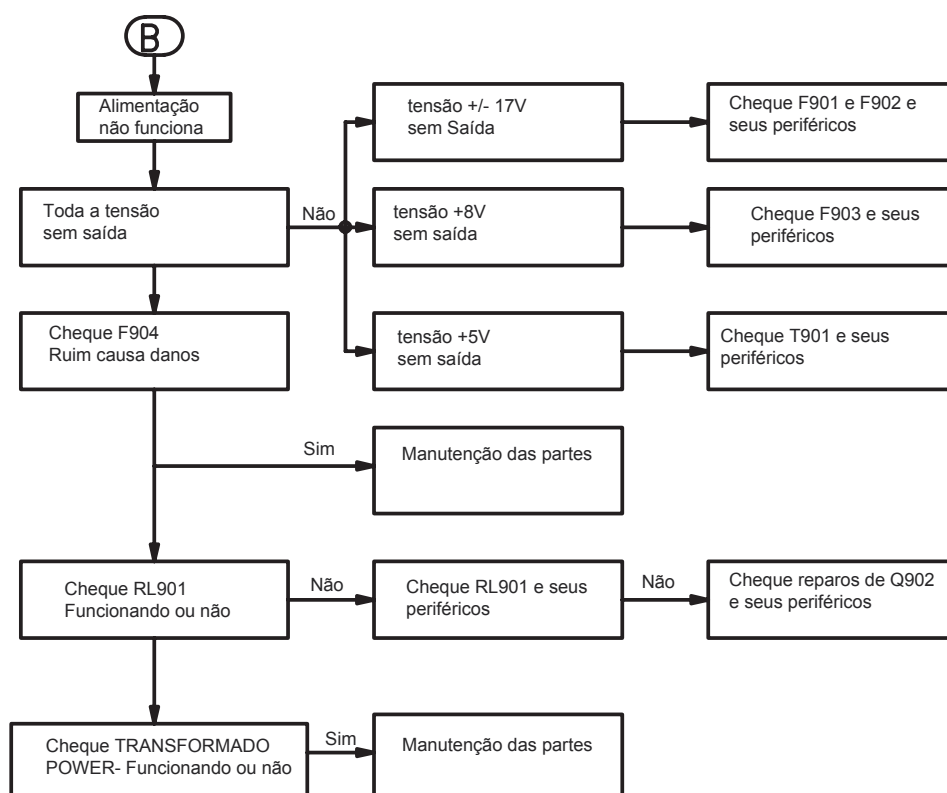 B
Alimentação
não funciona
Toda a tensão
sem saída
Não
tensão +/- 17V
sem Saída
Cheque F901 e F902 e
seus periféricos
tensão +8V
sem saída
Cheque F903 e seus
periféricos
tensão +5V
sem saída
Cheque T901 e seus
periféricos
Cheque F904
Ruim causa danos
Sim
Manutenção das partes
Cheque RL901
Funcionando ou não
Não
Cheque RL901 e seus
periféricos
Não
Cheque reparos de Q902
e seus periféricos
Cheque TRANSFORMADO
POWER- Funcionando ou não
Sim
Manutenção das partes